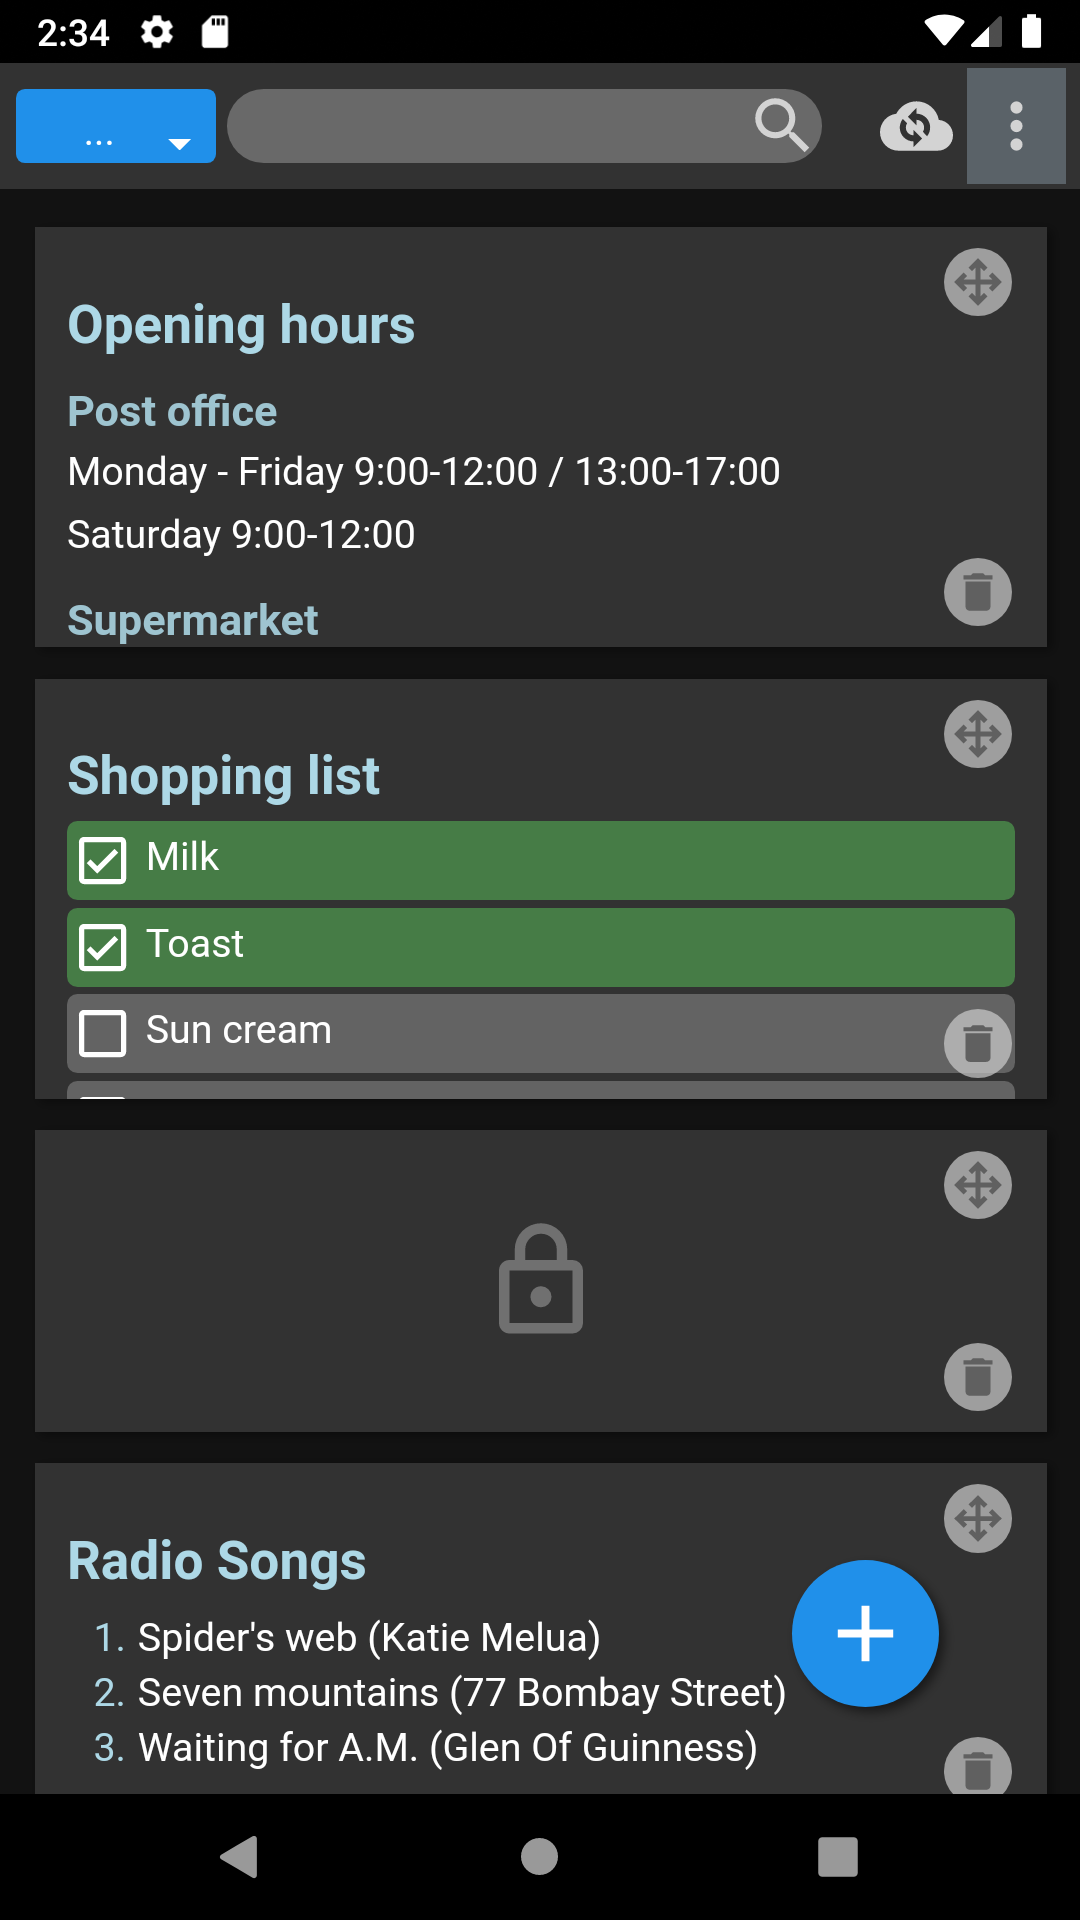 2:34
...
Opening hours
Post office
Monday - Friday 9:00-12:00 / 13:00-17:00
Saturday 9:00-12:00
Supermarket
Shopping list
Milk
Toast
Sun cream
Radio Songs
1. Spider's web (Katie Melua)
2. Seven mountains (77 Bombay Street)
3. Waiting for A.M. (Glen Of Guinness)